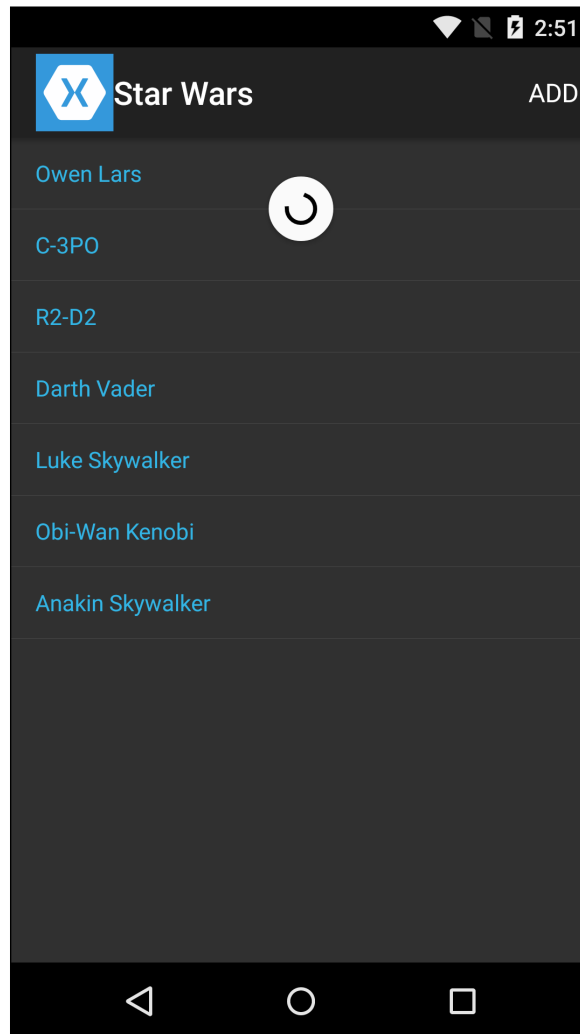 2:51
Star Wars
ADD
Owen Lars
C-3PO
R2-D2
Darth Vader
Luke Skywalker
Obi-Wan Kenobi
Anakin Skywalker